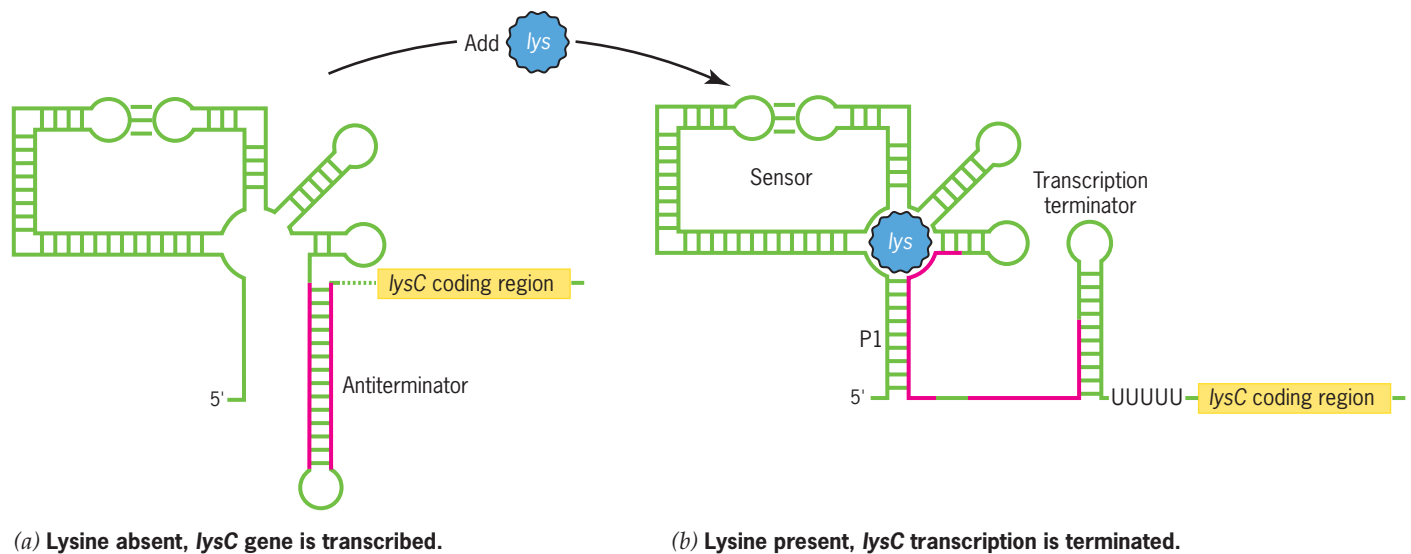 Add lys
Sensor
Transcription
terminator
lys
lysC coding region
P1
Antiterminator
5'
5'
UUUUU
lysC coding region
(a) Lysine absent, lysC gene is transcribed.
(b) Lysine present, lysC transcription is terminated.